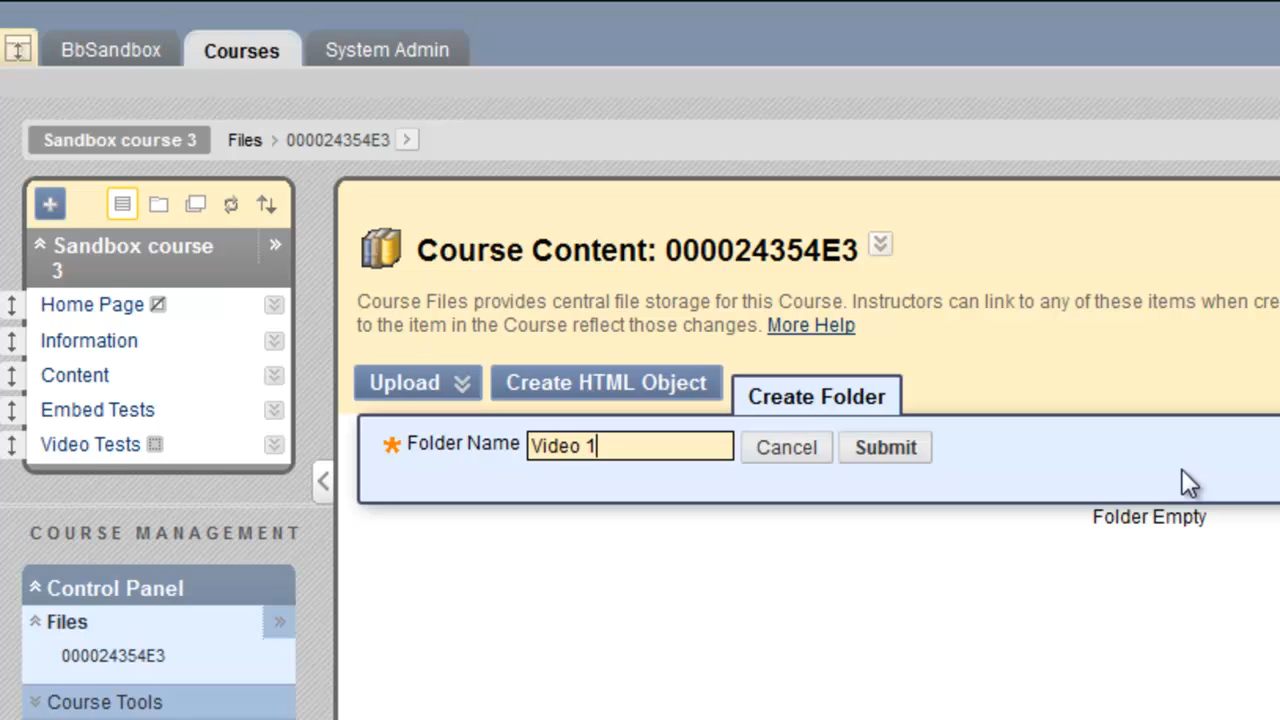 BbSandbox Courses System Admin
Sandbox course 3 Files > 000024354E3 >
Sandbox course
3
Home Page
Information
Content
Embed Tests
Video Tests
COURSE MANAGEMENT
Control Panel
Files
000024354E3
Course Tools
Course Content: 000024354E3
Course Files provides central file storage for this Course. Instructors can link to any of these items when cre
to the item in the Course reflect those changes. More Help
Upload Create HTML Object Create Folder
Folder Name Video 1 Cancel Submit
Folder Empty